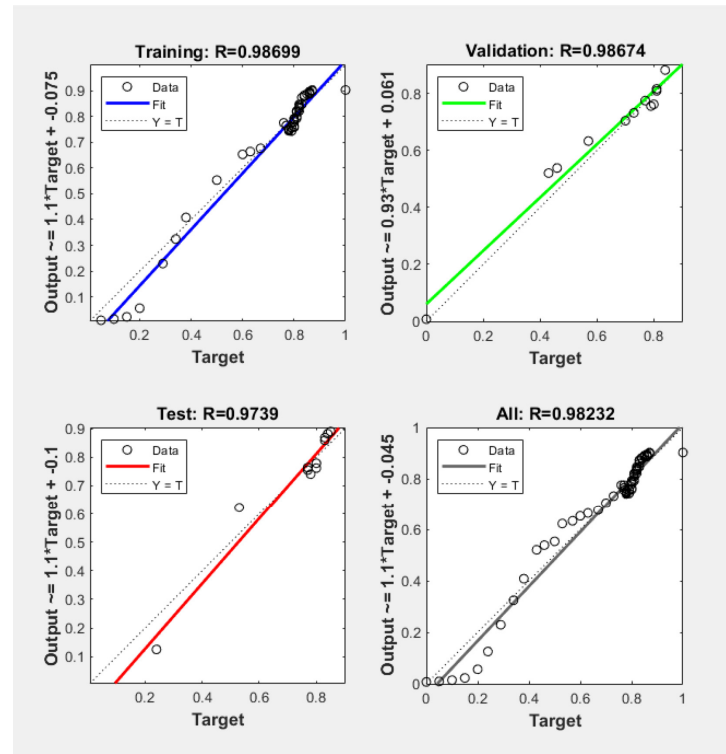 Training: R=0.98699
Output ~= 1.1*Target + -0.075
0.9
0.8
0.7
0.6
0.5
0.4
0.3
0.2
0.1
Data
Fit
Y = T
0.2
0.4
0.6
0.8
1
Target
Validation: R=0.98674
Output ~= 0.93*Target + 0.061
0.8
0.6
0.4
0.2
0
Data
Fit
Y = T
0
0.2
0.4
0.6
0.8
Target
Test: R=0.9739
Output ~= 1.1*Target + -0.1
0.9
0.8
0.7
0.6
0.5
0.4
0.3
0.2
0.1
Data
Fit
Y = T
0.2
0.4
0.6
0.8
Target
All: R=0.98232
Output ~= 1.1*Target + -0.045
1
0.8
0.6
0.4
0.2
0
Data
Fit
Y = T
0
0.2
0.4
0.6
0.8
1
Target